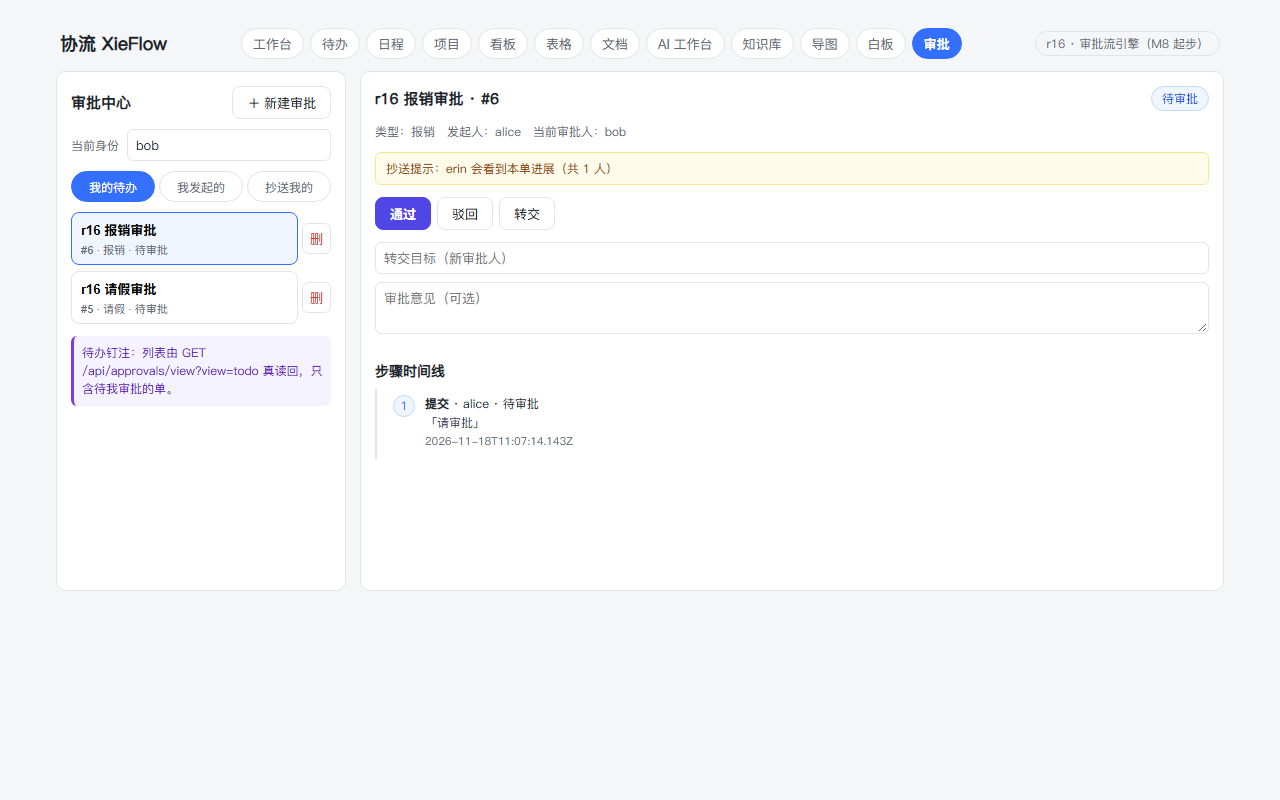 协流 XieFlow
工作台
待办
日程
项目
看板
表格
文档
AI 工作台
知识库
导图
白板
审批
r16 · 审批流引擎（M8 起步）
审批中心
＋ 新建审批
当前身份
bob
我的待办
我发起的
抄送我的
r16 报销审批
#6 · 报销 · 待审批
删
r16 请假审批
#5 · 请假 · 待审批
删
待办钉注：列表由 GET
/api/approvals/view?view=todo 真读回，只
含待我审批的单。
r16 报销审批 · #6
待审批
类型：报销 发起人：alice 当前审批人：bob
抄送提示：erin 会看到本单进展（共 1 人）
通过
驳回
转交
转交目标（新审批人）
审批意见（可选）
步骤时间线
1
提交 · alice · 待审批
「请审批」
2026-11-18T11:07:14.143Z